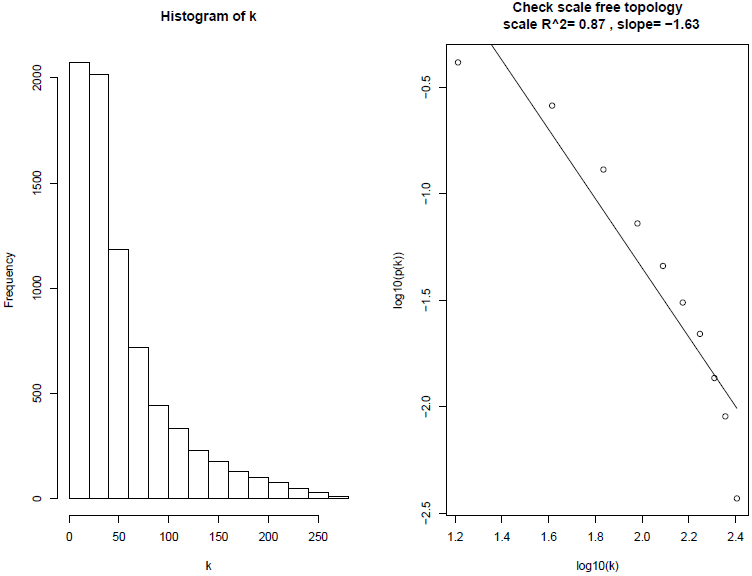 Histogram of k
Frequency
0
500
1000
1500
2000
0 50 100 150 200 250
k
Check scale free topology
scale R^2= 0.87 , slope= −1.63
log10(p(k))
−0.5
−1.0
−1.5
−2.0
−2.5
1.2 1.4 1.6 1.8 2.0 2.2 2.4
log10(k)